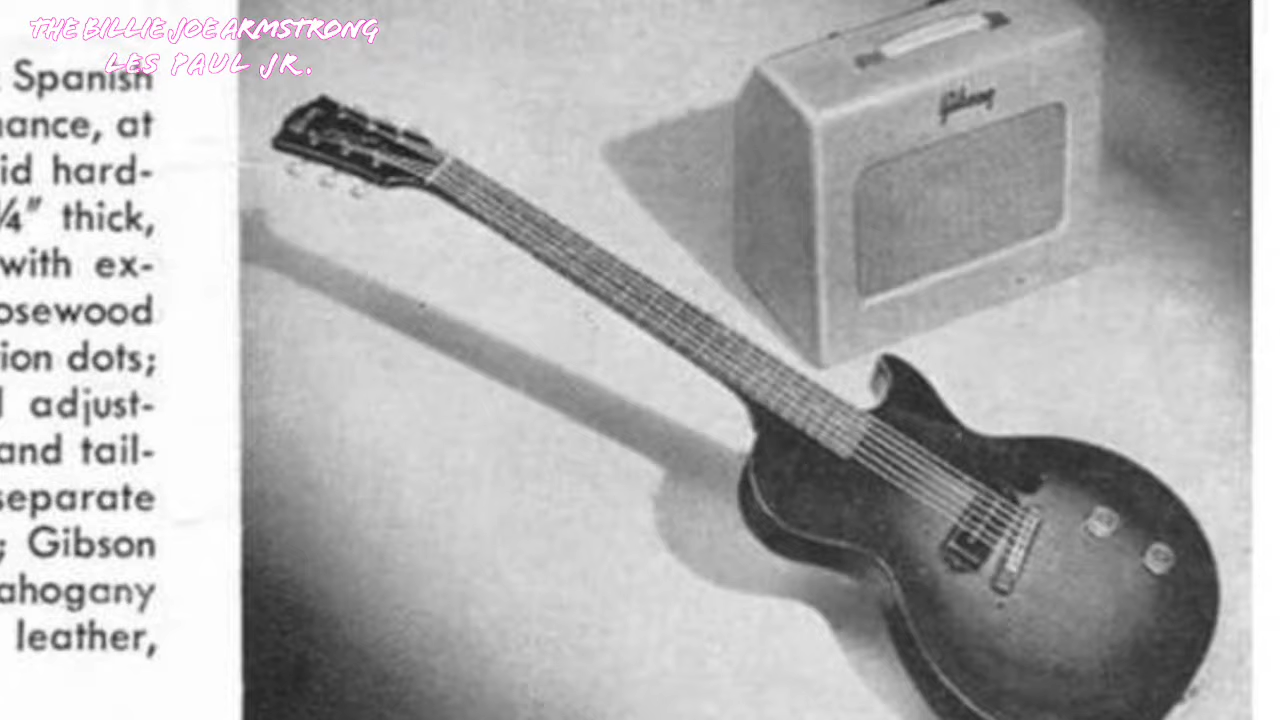 THE BILLIE JOE ARMSTRONG
LES PAUL JR.
Spanish
ance, at
id hard-
¼″ thick,
with ex-
osewood
ion dots;
adjust-
and tail-
separate
; Gibson
ahogany
leather,
Gibson